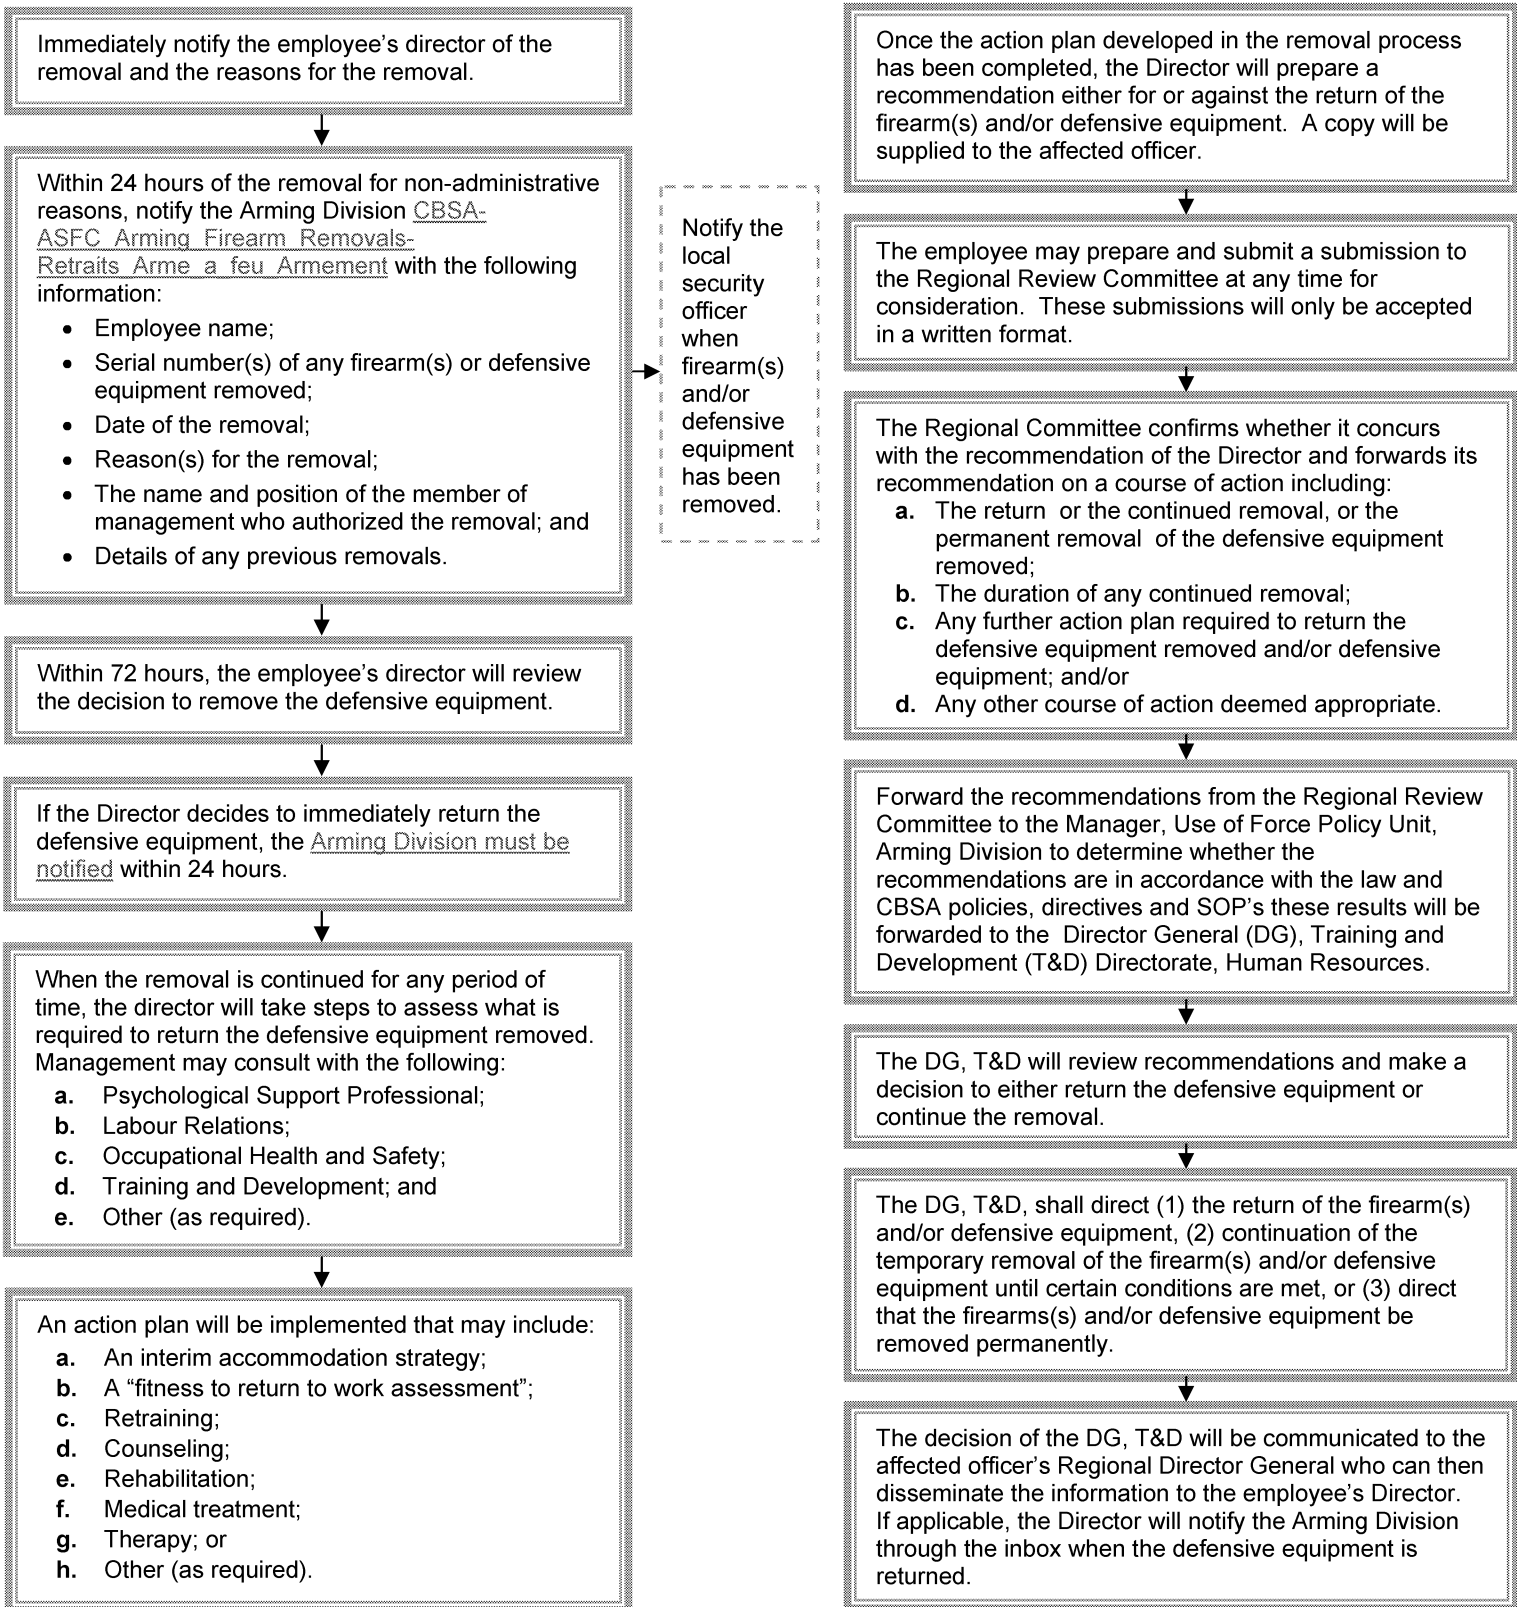 Immediately notify the employee’s director of the
removal and the reasons for the removal.
Within 24 hours of the removal for non-administrative
reasons, notify the Arming Division CBSA-
ASFC_Arming_Firearm_Removals-
Retraits_Arme_a_feu_Armement with the following
information:
• Employee name;
• Serial number(s) of any firearm(s) or defensive
equipment removed;
• Date of the removal;
• Reason(s) for the removal;
• The name and position of the member of
management who authorized the removal; and
• Details of any previous removals.
Notify the
local
security
officer
when
firearm(s)
and/or
defensive
equipment
has been
removed.
Within 72 hours, the employee’s director will review
the decision to remove the defensive equipment.
If the Director decides to immediately return the
defensive equipment, the Arming Division must be
notified within 24 hours.
When the removal is continued for any period of
time, the director will take steps to assess what is
required to return the defensive equipment removed.
Management may consult with the following:
a. Psychological Support Professional;
b. Labour Relations;
c. Occupational Health and Safety;
d. Training and Development; and
e. Other (as required).
An action plan will be implemented that may include:
a. An interim accommodation strategy;
b. A “fitness to return to work assessment”;
c. Retraining;
d. Counseling;
e. Rehabilitation;
f. Medical treatment;
g. Therapy; or
h. Other (as required).
Once the action plan developed in the removal process
has been completed, the Director will prepare a
recommendation either for or against the return of the
firearm(s) and/or defensive equipment. A copy will be
supplied to the affected officer.
The employee may prepare and submit a submission to
the Regional Review Committee at any time for
consideration. These submissions will only be accepted
in a written format.
The Regional Committee confirms whether it concurs
with the recommendation of the Director and forwards its
recommendation on a course of action including:
a. The return or the continued removal, or the
permanent removal of the defensive equipment
removed;
b. The duration of any continued removal;
c. Any further action plan required to return the
defensive equipment removed and/or defensive
equipment; and/or
d. Any other course of action deemed appropriate.
Forward the recommendations from the Regional Review
Committee to the Manager, Use of Force Policy Unit,
Arming Division to determine whether the
recommendations are in accordance with the law and
CBSA policies, directives and SOP’s these results will be
forwarded to the Director General (DG), Training and
Development (T&D) Directorate, Human Resources.
The DG, T&D will review recommendations and make a
decision to either return the defensive equipment or
continue the removal.
The DG, T&D, shall direct (1) the return of the firearm(s)
and/or defensive equipment, (2) continuation of the
temporary removal of the firearm(s) and/or defensive
equipment until certain conditions are met, or (3) direct
that the firearms(s) and/or defensive equipment be
removed permanently.
The decision of the DG, T&D will be communicated to the
affected officer’s Regional Director General who can then
disseminate the information to the employee’s Director.
If applicable, the Director will notify the Arming Division
through the inbox when the defensive equipment is
returned.